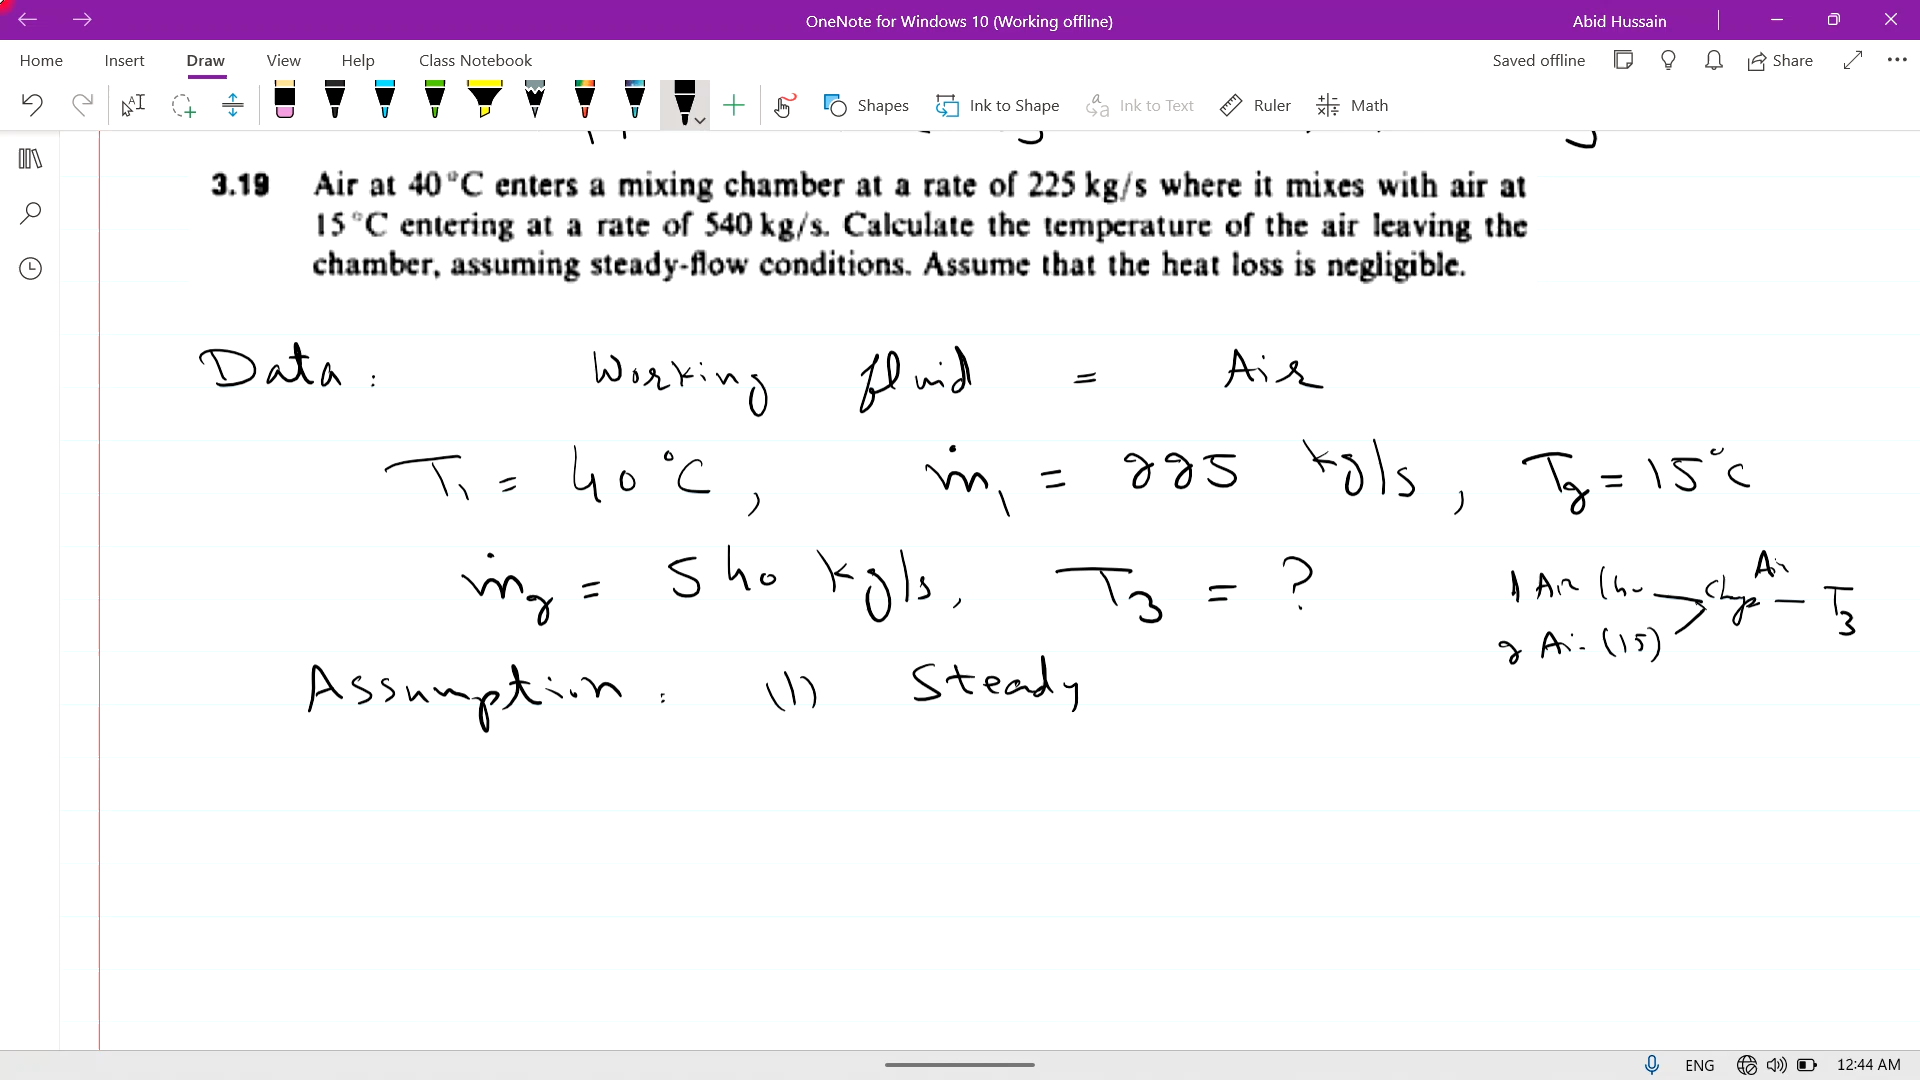 OneNote for Windows 10 (Working offline)
Abid Hussain
Home Insert Draw View Help Class Notebook
Saved offline Share
Shapes Ink to Shape Ink to Text Ruler Math
3.19 Air at 40 °C enters a mixing chamber at a rate of 225 kg/s where it mixes with air at
15 °C entering at a rate of 540 kg/s. Calculate the temperature of the air leaving the
chamber, assuming steady-flow conditions. Assume that the heat loss is negligible.
Data : Working fluid = Air
T₁ = 40 °C , ṁ₁ = 225 kg/s , T₂ = 15°C
ṁ₂ = 540 kg/s , T₃ = ?
1 Air (40
Air
T₃
2 Air (15)
Assumption : (1) Steady
ENG 12:44 AM